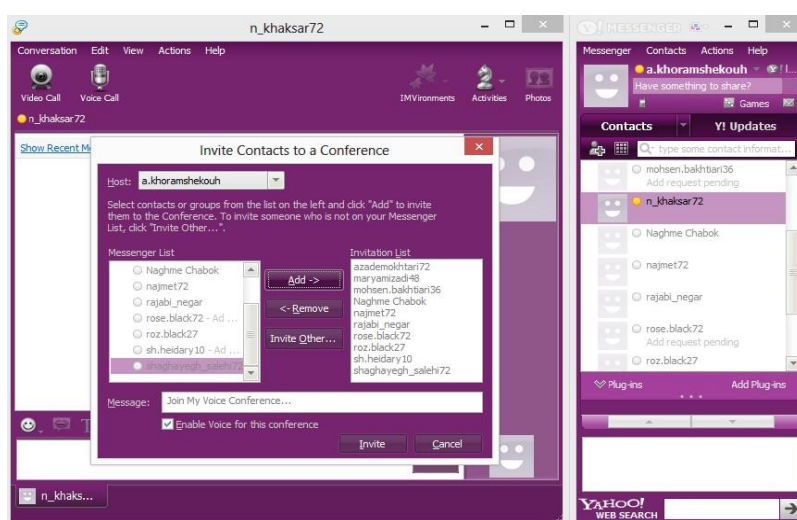 n_khaksar72
Conversation Edit View Actions Help
Video Call Voice Call IMVironments Activities Photos
n_khaksar72
Show Recent M
Invite Contacts to a Conference
Host: a.khoramshekouh
Select contacts or groups from the list on the left and click "Add" to invite
them to the Conference. To invite someone who is not on your Messenger
List, click "Invite Other...".
Messenger List
Naghme Chabok
najmet72
rajabi_negar
rose.black72 - Ad ...
roz.black27
sh.heidary10 - Ad ...
shaghayegh_salehi72
Add ->
<- Remove
Invite Other...
Invitation List
azademokhtari72
maryamizadi48
mohsen.bakhtiari36
Naghme Chabok
najmet72
rajabi_negar
rose.black72
roz.black27
sh.heidary10
shaghayegh_salehi72
Message: Join My Voice Conference...
Enable Voice for this conference
Invite Cancel
n_khaks...
Y! MESSENGER
Messenger Contacts Actions Help
a.khoramshekouh
Have something to share?
Games
Contacts Y! Updates
type some contact informat...
mohsen.bakhtiari36
Add request pending
n_khaksar72
Naghme Chabok
najmet72
rajabi_negar
rose.black72
Add request pending
roz.black27
Plug-ins Add Plug-ins
YAHOO!
WEB SEARCH